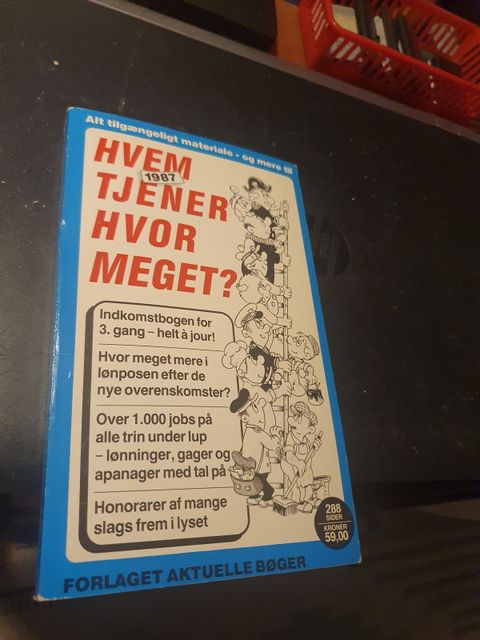 Alt tilgængeligt materiale - og mere til
HVEM
1987
TJENER
HVOR
MEGET?
Indkomstbogen for
3. gang – helt à jour!
Hvor meget mere i
lønposen efter de
nye overenskomster?
Over 1.000 jobs på
alle trin under lup
– lønninger, gager og
apanager med tal på
Honorarer af mange
slags frem i lyset
288
SIDER
KRONER
59,00
FORLAGET AKTUELLE BØGER
hp